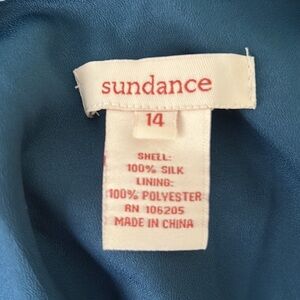 sundance
14
SHELL:
100% SILK
LINING:
100% POLYESTER
RN 106205
MADE IN CHINA